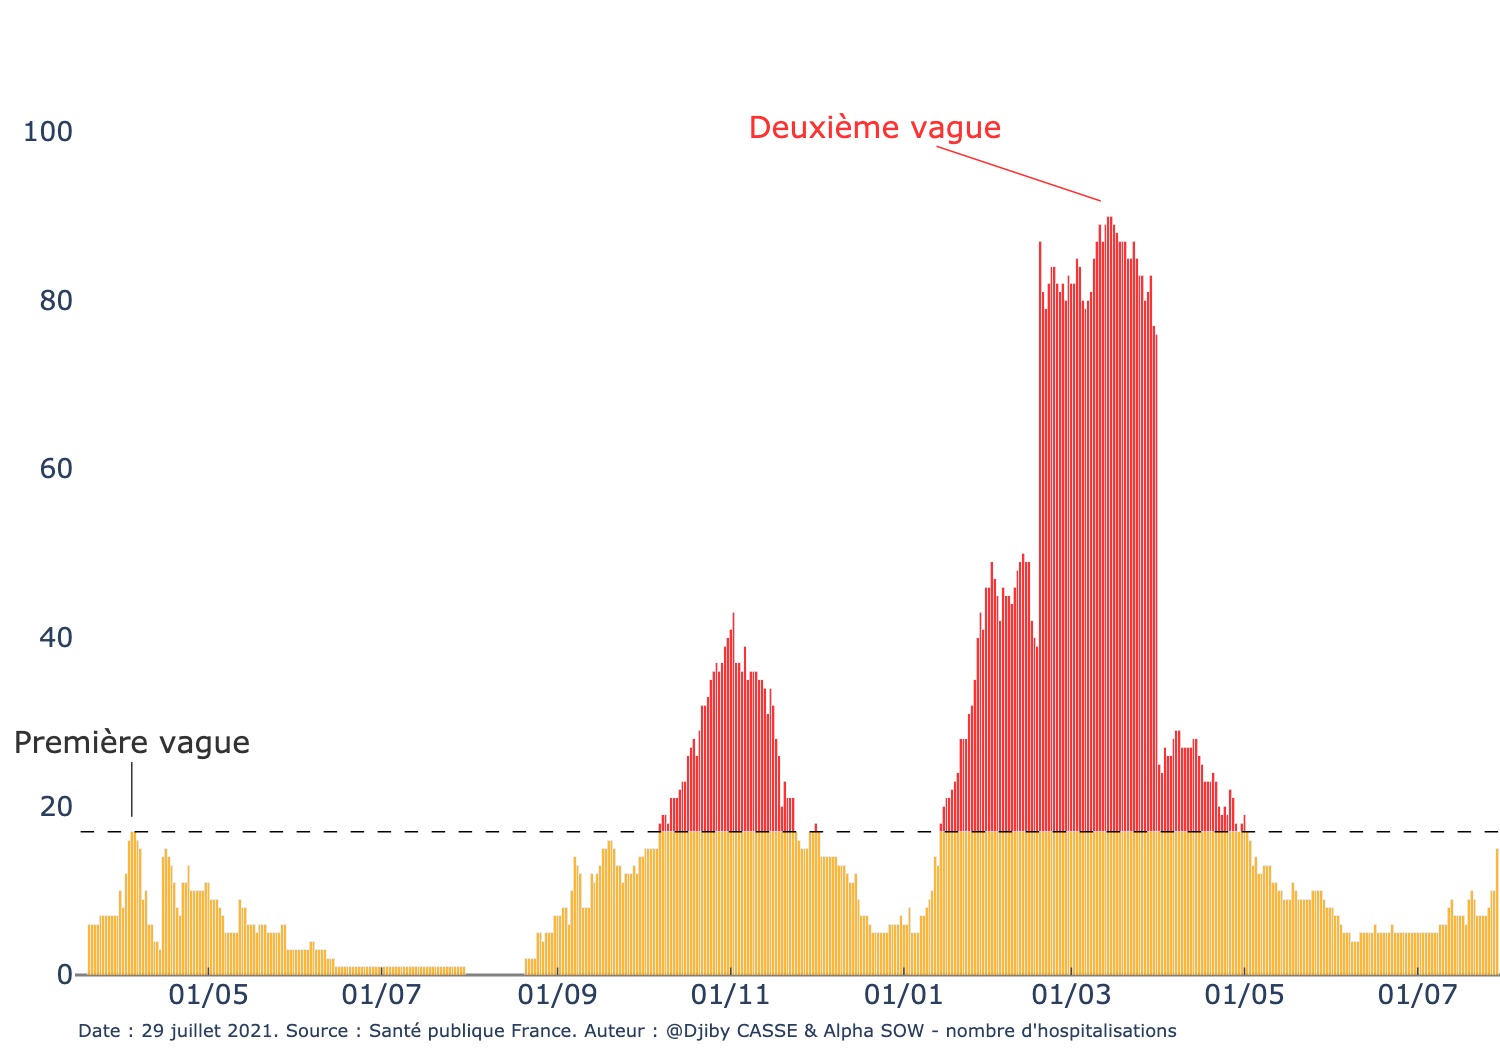 100
Deuxième vague
80
60
40
Première vague
20
0
01/05 01/07 01/09 01/11 01/01 01/03 01/05 01/07
Date : 29 juillet 2021. Source : Santé publique France. Auteur : @Djiby CASSE & Alpha SOW - nombre d'hospitalisations